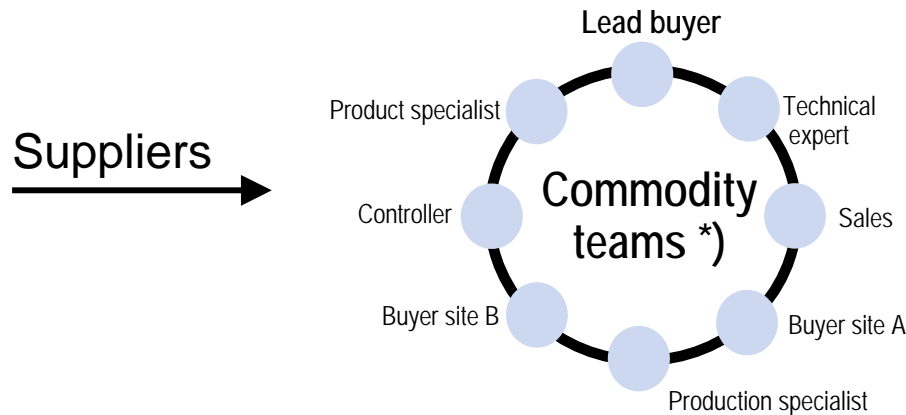 Lead buyer
Product specialist
Technical
expert
Suppliers
Commodity
teams *)
Controller
Sales
Buyer site B
Buyer site A
Production specialist